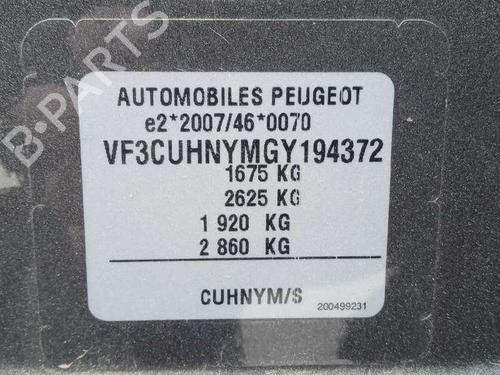 B-PARTS
AUTOMOBILES PEUGEOT
e2*2007/46*0070
VF3CUHNYMGY194372
1675 KG
2625 KG
1 920 KG
2 860 KG
CUHNYM/S
200499231